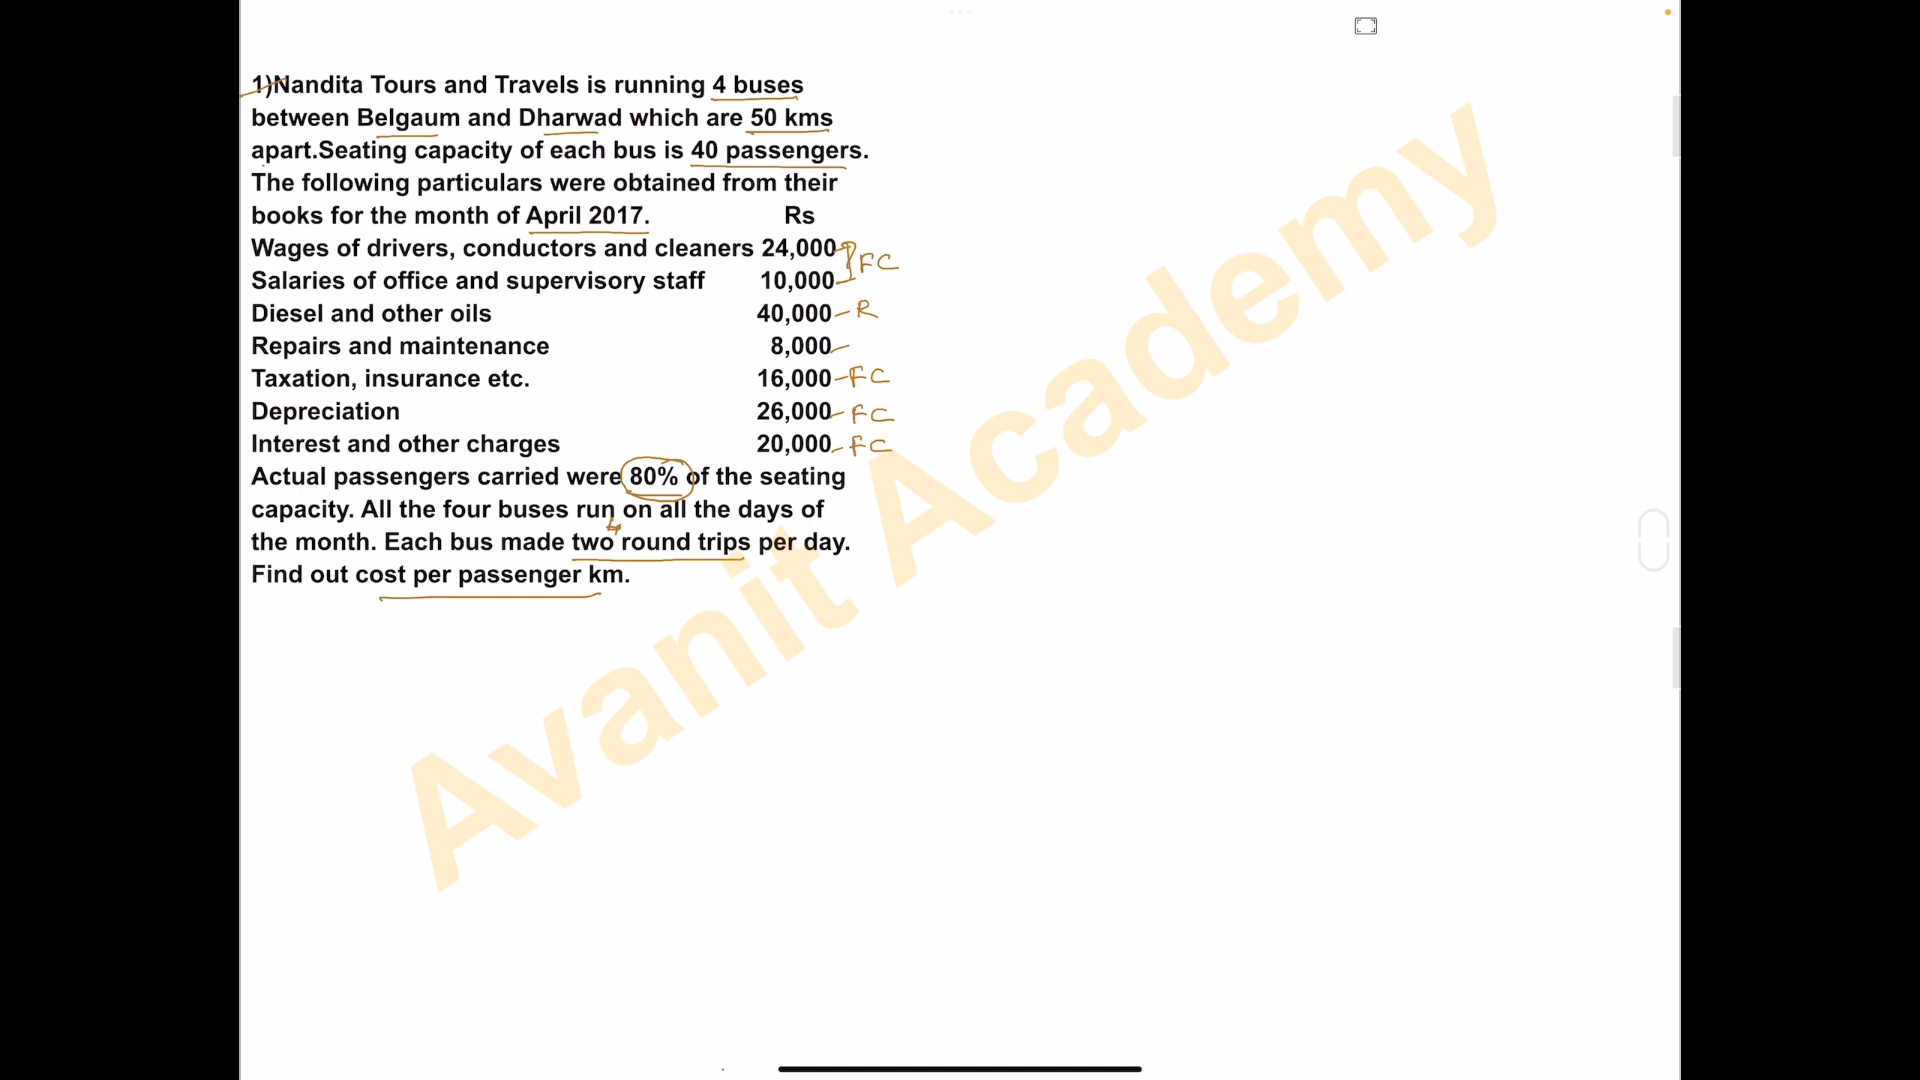 1)Nandita Tours and Travels is running 4 buses
between Belgaum and Dharwad which are 50 kms
apart.Seating capacity of each bus is 40 passengers.
The following particulars were obtained from their
books for the month of April 2017. Rs
Wages of drivers, conductors and cleaners 24,000
FC
Salaries of office and supervisory staff 10,000
Diesel and other oils 40,000 - R
Repairs and maintenance 8,000 -
Taxation, insurance etc. 16,000 - FC
Depreciation 26,000 - FC
Interest and other charges 20,000 - FC
Actual passengers carried were 80% of the seating
capacity. All the four buses run on all the days of
4
the month. Each bus made two round trips per day.
Find out cost per passenger km.
Avanit Academy